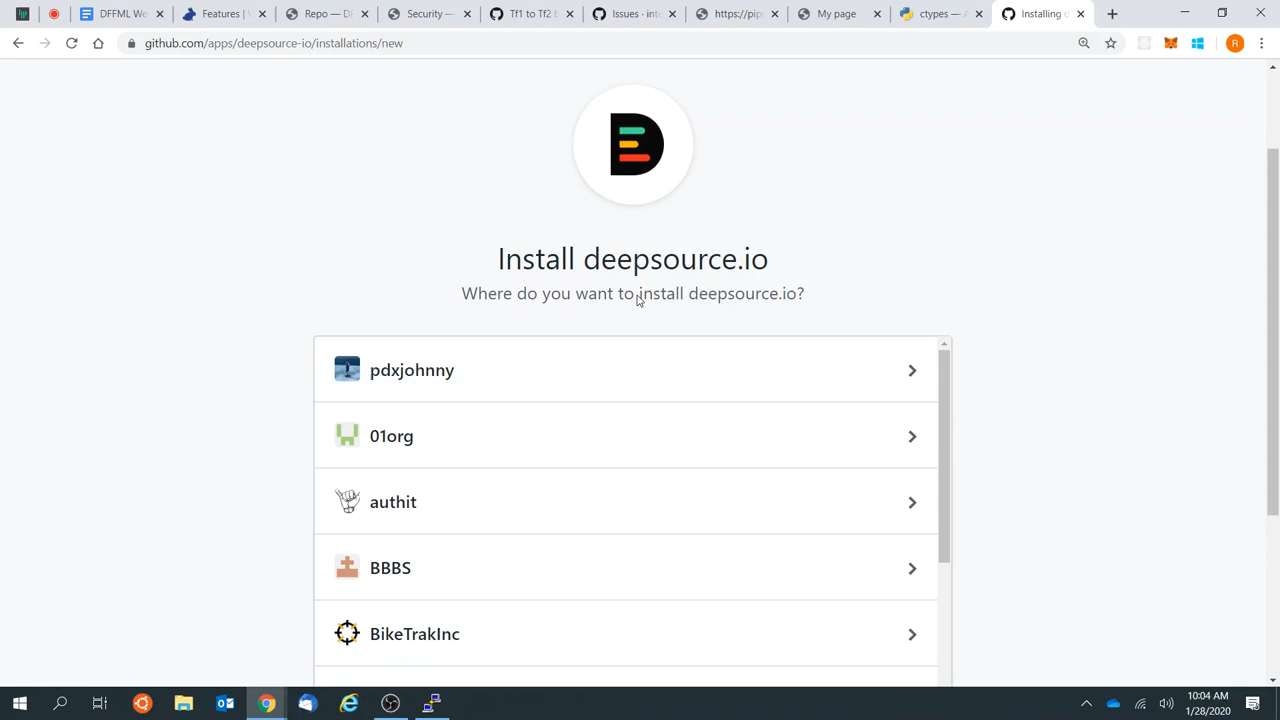 DFFML We
Features |
Repo — D
Security —
Tf1 to Tf2
Issues · int
https://pip
My page
ctypes — A
Installing d
github.com/apps/deepsource-io/installations/new
R
Install deepsource.io
Where do you want to install deepsource.io?
pdxjohnny
01org
authit
BBBS
BikeTrakInc
10:04 AM
1/28/2020